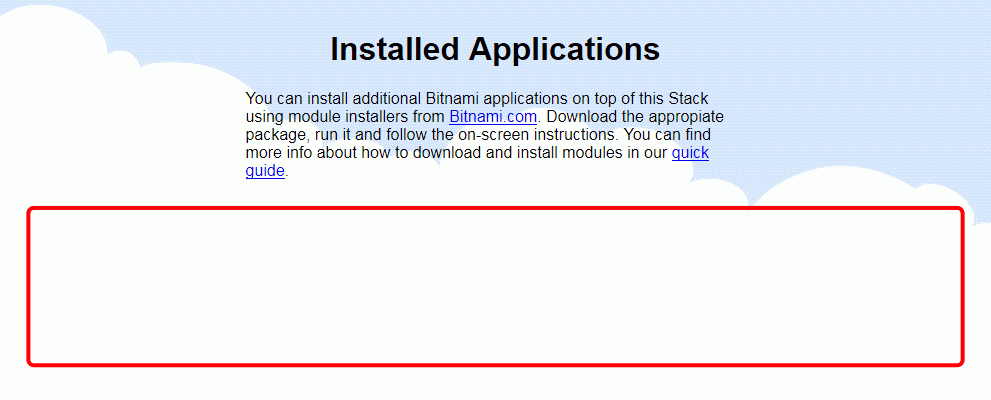 Installed Applications
You can install additional Bitnami applications on top of this Stack
using module installers from Bitnami.com. Download the appropiate
package, run it and follow the on-screen instructions. You can find
more info about how to download and install modules in our quick
guide.